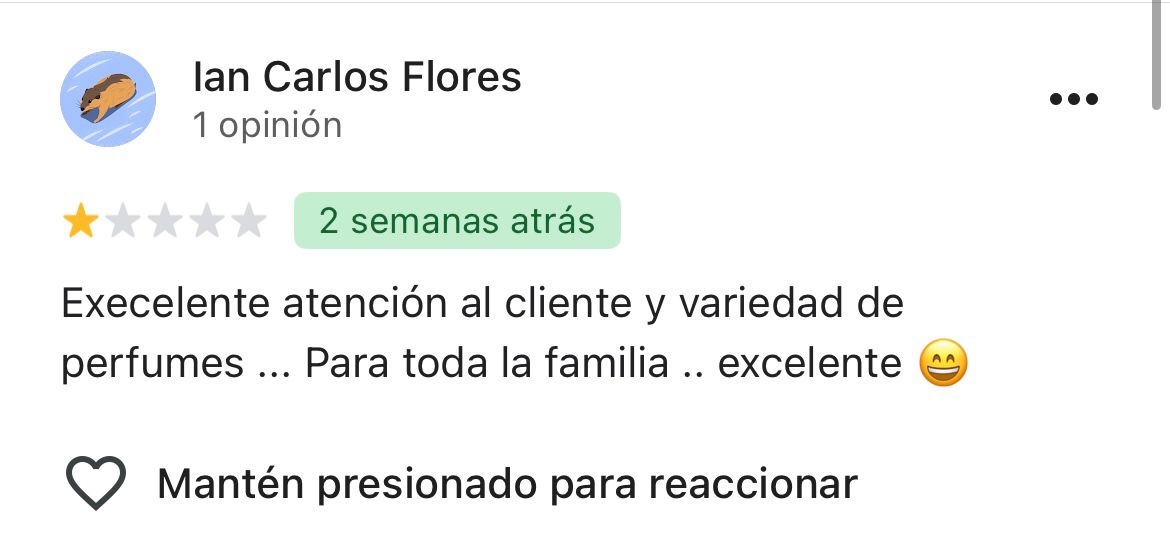 Ian Carlos Flores
1 opinión
2 semanas atrás
Execelente atención al cliente y variedad de
perfumes ... Para toda la familia .. excelente 😄
Mantén presionado para reaccionar